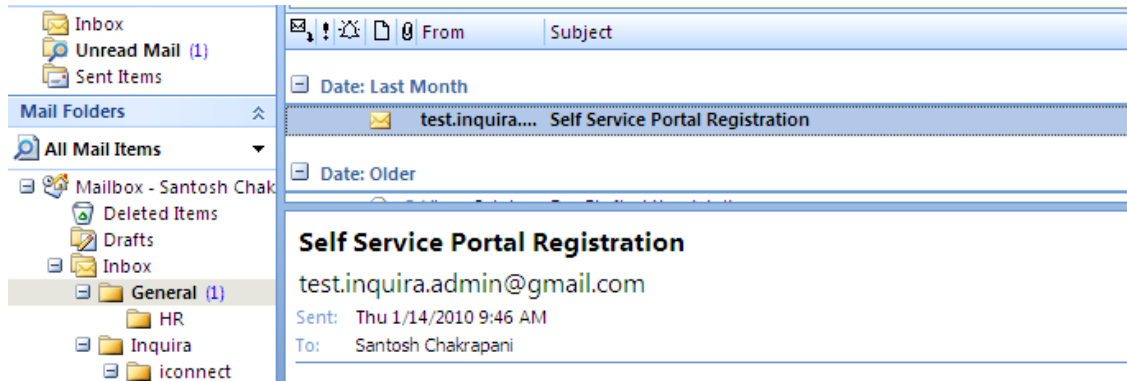 Inbox
Unread Mail (1)
Sent Items
Mail Folders
All Mail Items
Mailbox - Santosh Chak
Deleted Items
Drafts
Inbox
General (1)
HR
Inquira
iconnect
From Subject
Date: Last Month
test.inquira.... Self Service Portal Registration
Date: Older
Self Service Portal Registration
test.inquira.admin@gmail.com
Sent: Thu 1/14/2010 9:46 AM
To: Santosh Chakrapani